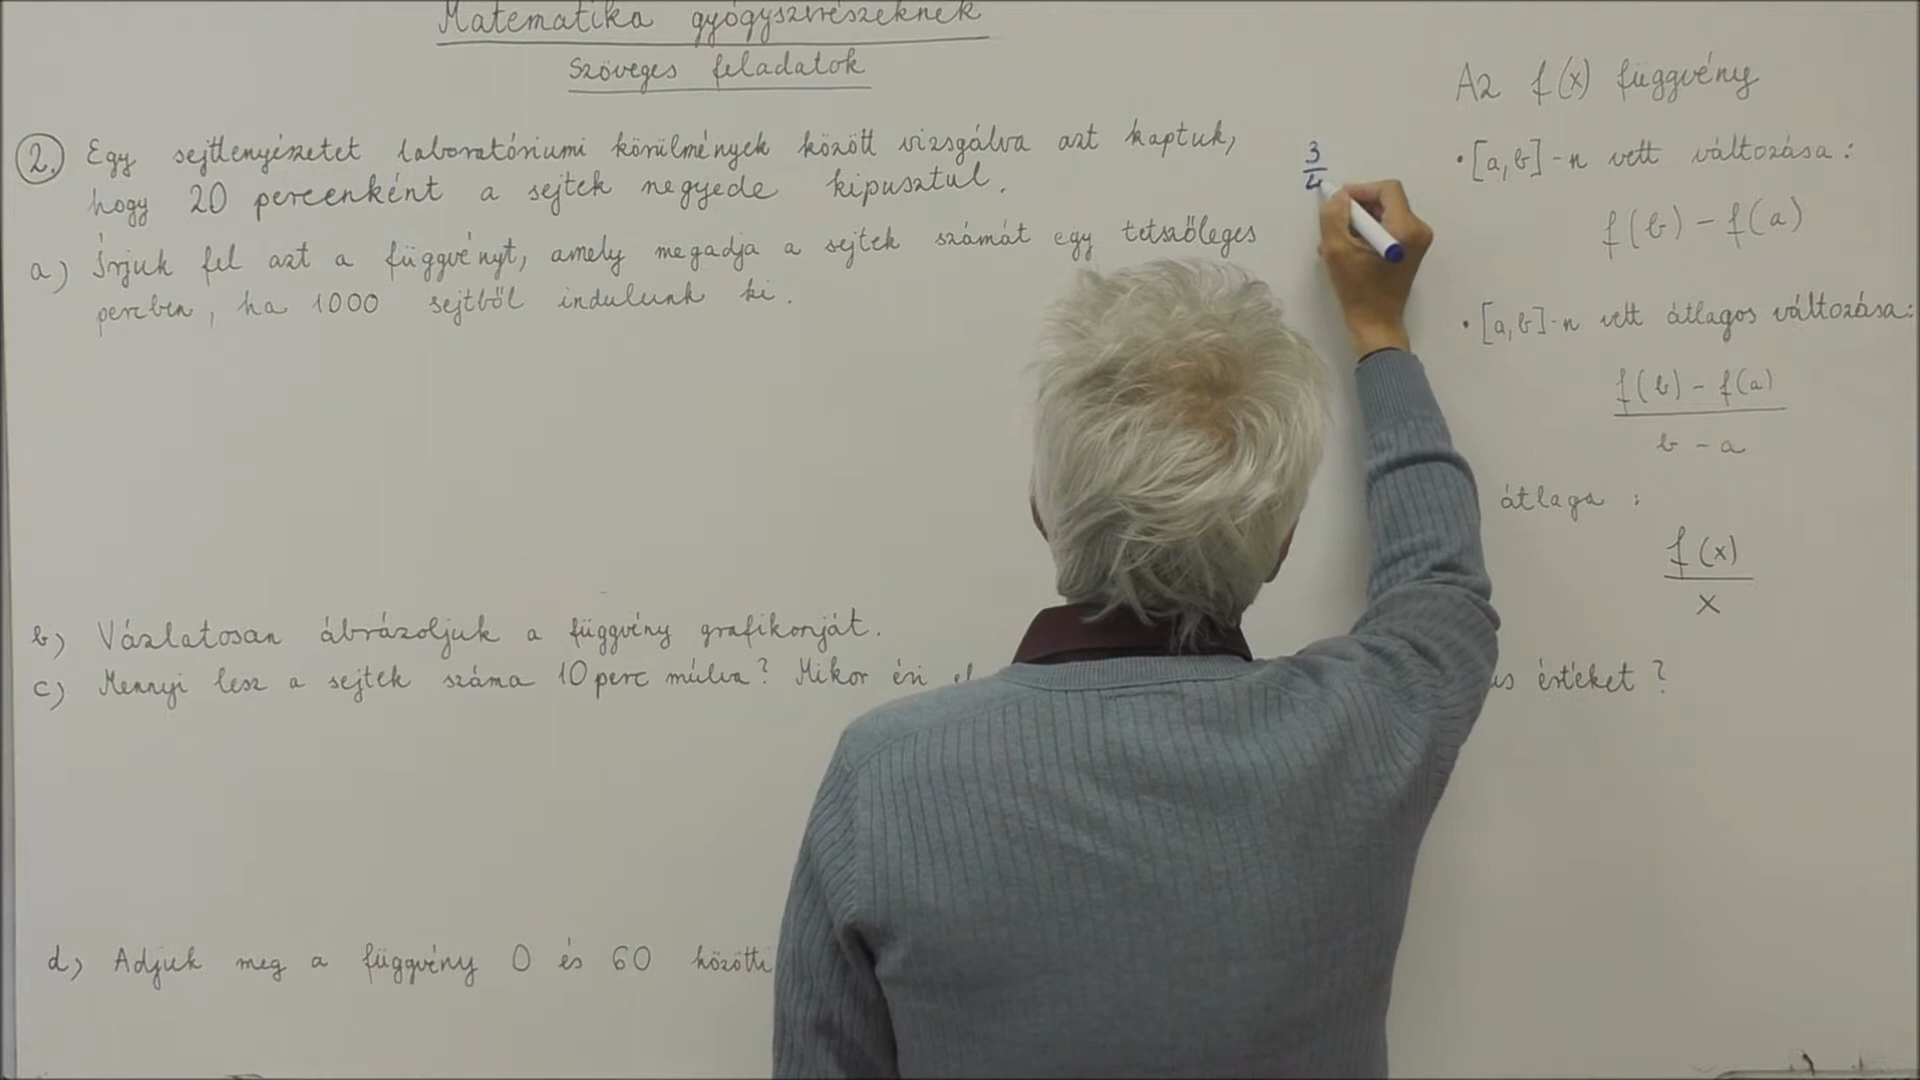 Matematika gyógyszerészeknek
Szöveges feladatok
2. Egy sejttenyészetet laboratóriumi körülmények között vizsgálva azt kaptuk,
hogy 20 percenként a sejtek negyede kipusztul.
a) Írjuk fel azt a függvényt, amely megadja a sejtek számát egy tetszőleges
percben, ha 1000 sejtből indulunk ki.
b) Vázlatosan ábrázoljuk a függvény grafikonját.
c) Mennyi lesz a sejtek száma 10 perc múlva? Mikor éri értéket?
d) Adjuk meg a függvény 0 és 60 közötti
3
4
Az f(x) függvény
• [a,b]-n vett változása:
f(b) - f(a)
• [a,b]-n vett átlagos változása:
f(b) - f(a)
b - a
átlaga :
f(x)
x